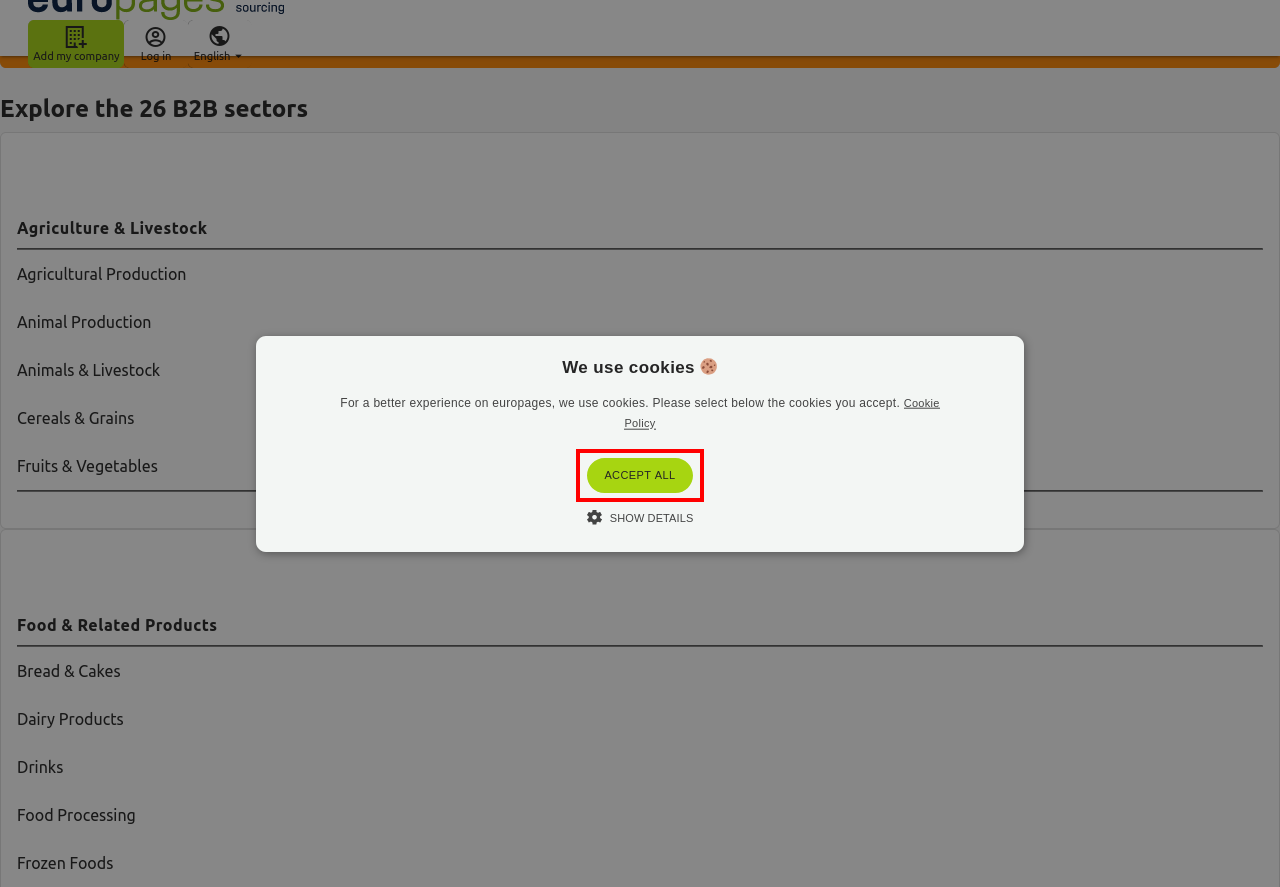 europages
sourcing
Add my company
Log in
English
Explore the 26 B2B sectors
Agriculture & Livestock
Agricultural Production
Animal Production
Animals & Livestock
Cereals & Grains
Fruits & Vegetables
We use cookies
For a better experience on europages, we use cookies. Please select below the cookies you accept. Cookie
Policy
ACCEPT ALL
SHOW DETAILS
Food & Related Products
Bread & Cakes
Dairy Products
Drinks
Food Processing
Frozen Foods